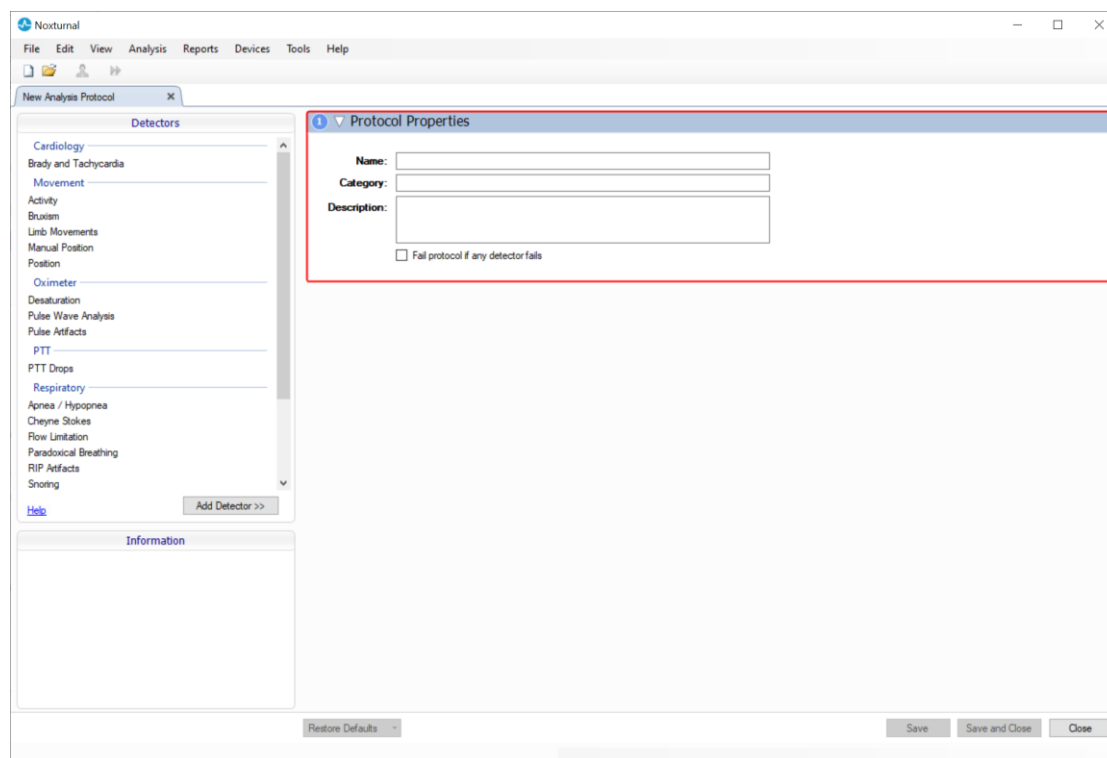 Noxturnal
File Edit View Analysis Reports Devices Tools Help
New Analysis Protocol
Detectors
Cardiology
Brady and Tachycardia
Movement
Activity
Bruxism
Limb Movements
Manual Position
Position
Oximeter
Desaturation
Pulse Wave Analysis
Pulse Artifacts
PTT
PTT Drops
Respiratory
Apnea / Hypopnea
Cheyne Stokes
Flow Limitation
Paradoxical Breathing
RIP Artifacts
Snoring
Help
Add Detector >>
Information
1 Protocol Properties
Name:
Category:
Description:
Fail protocol if any detector fails
Restore Defaults
Save Save and Close Close